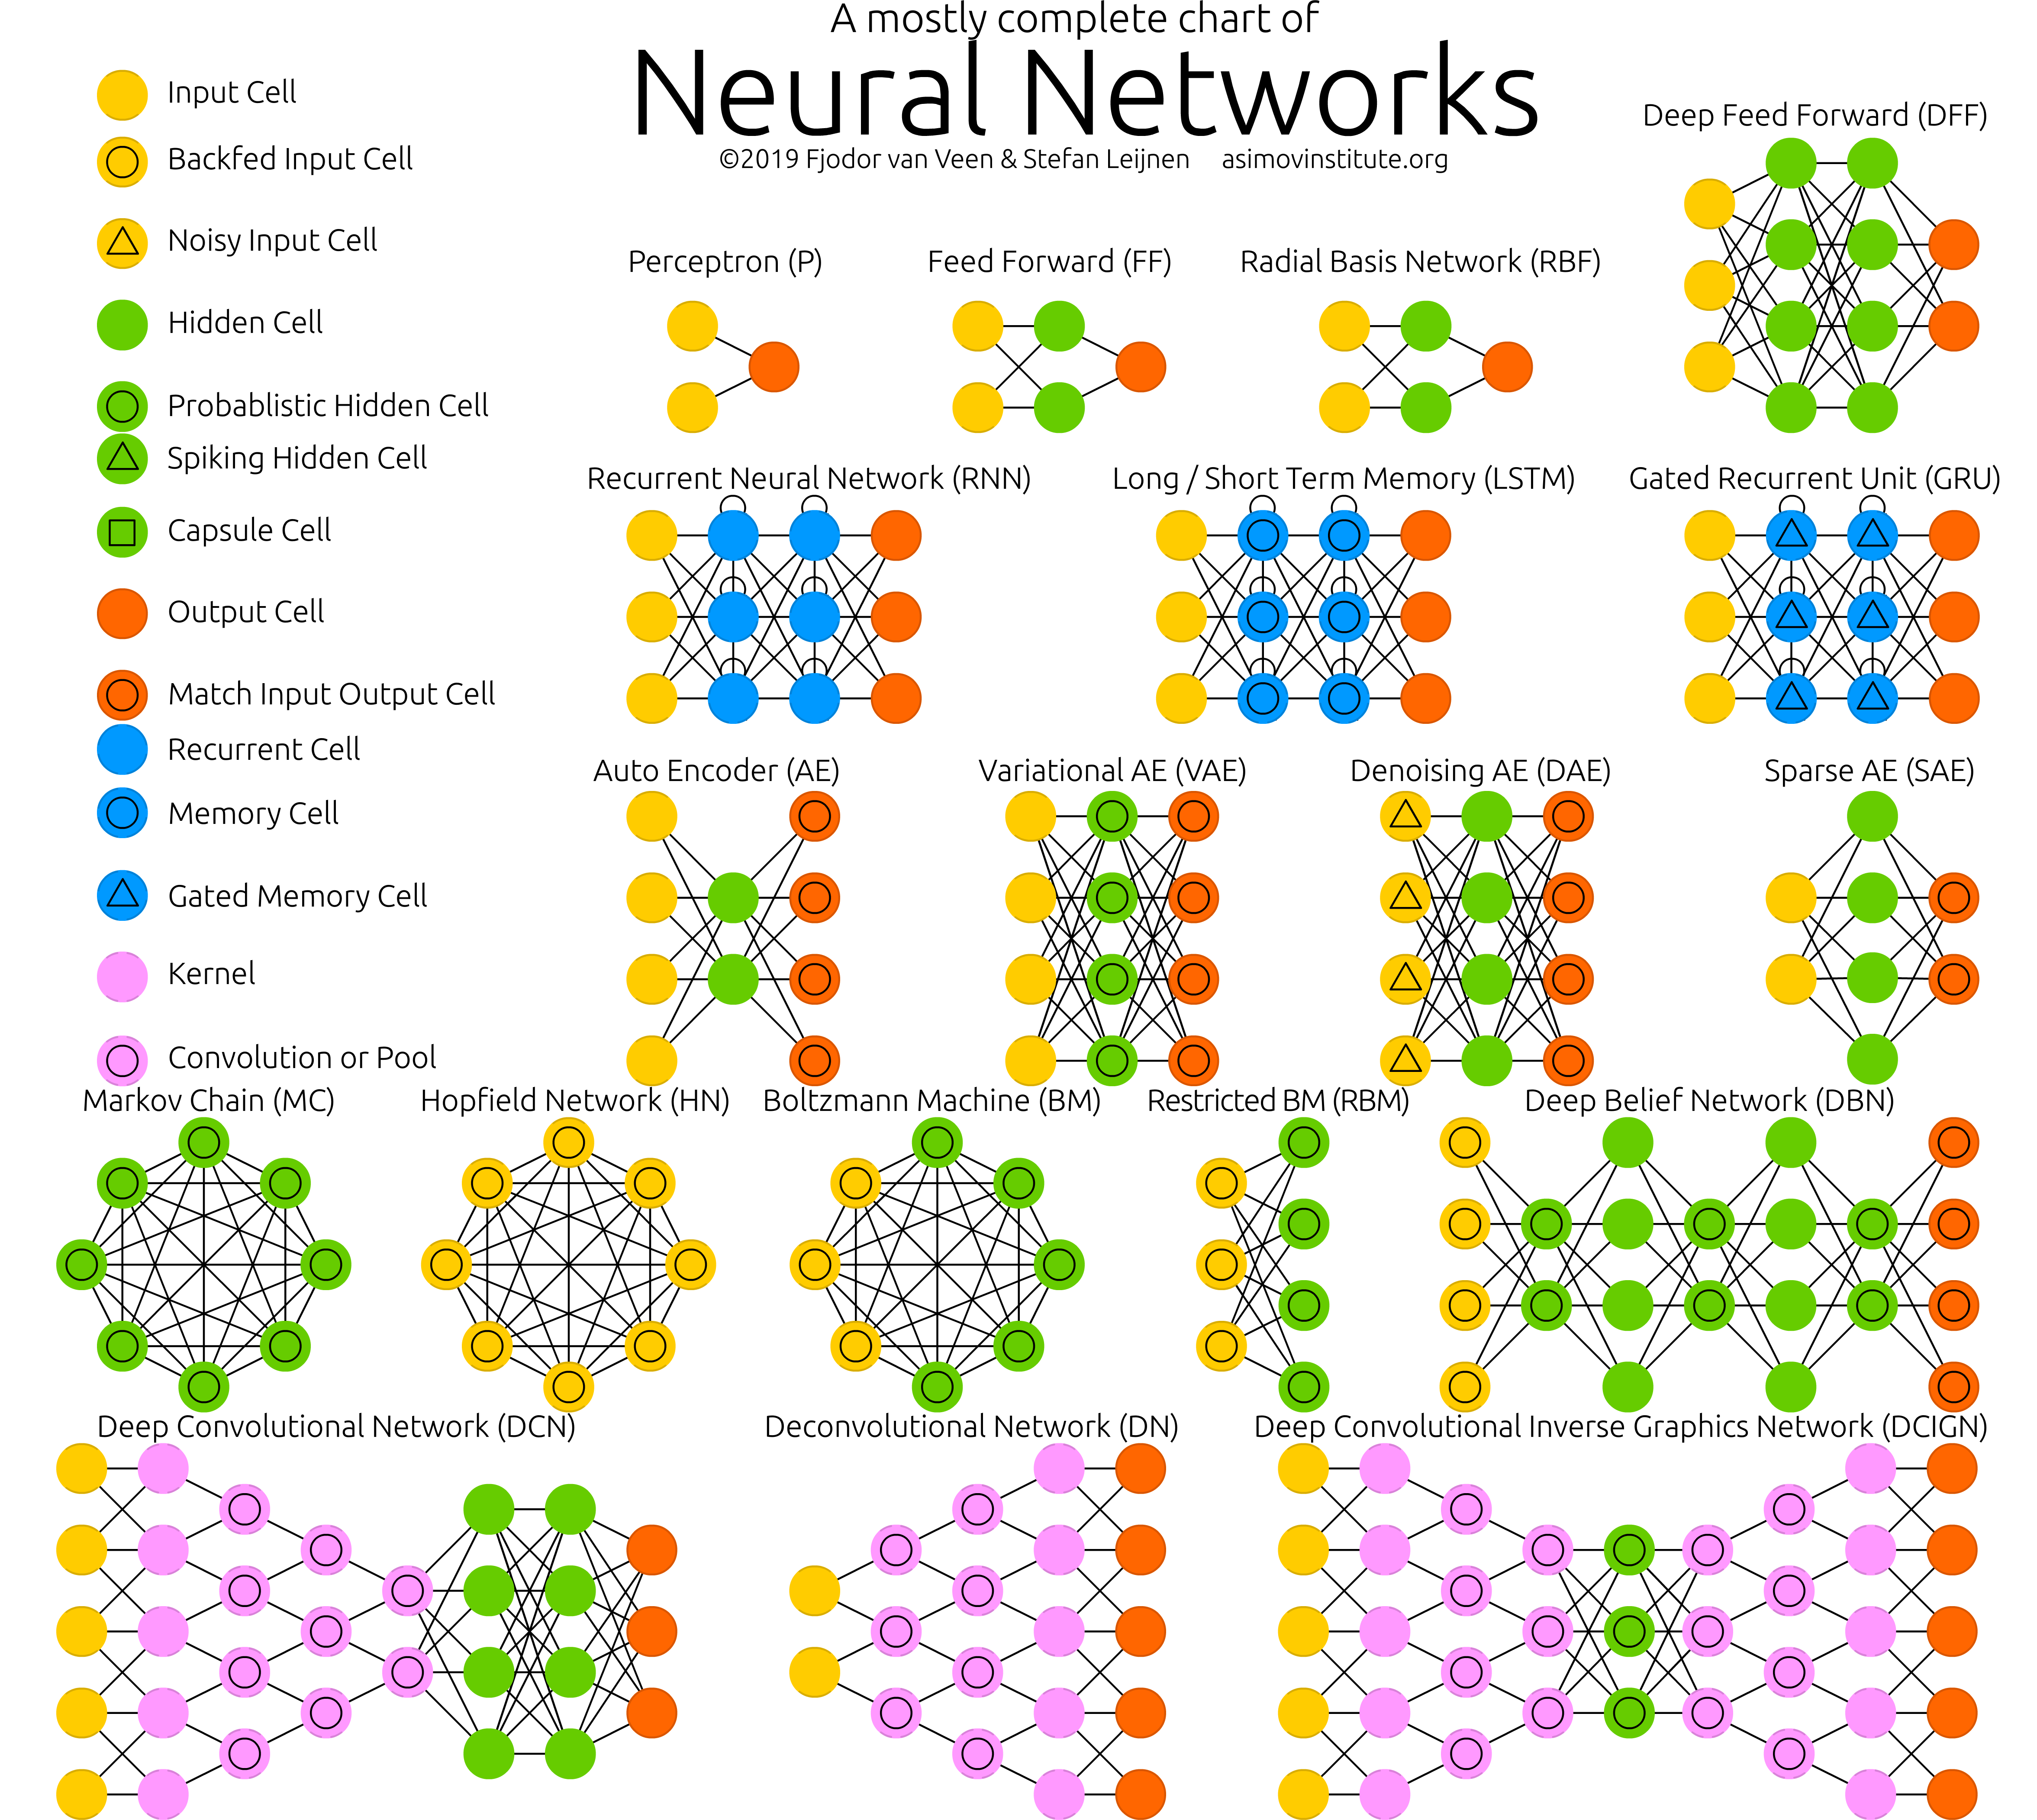 A mostly complete chart of
Neural Networks
©2019 Fjodor van Veen & Stefan Leijnen asimovinstitute.org
Input Cell
Backfed Input Cell
Noisy Input Cell
Hidden Cell
Probablistic Hidden Cell
Spiking Hidden Cell
Capsule Cell
Output Cell
Match Input Output Cell
Recurrent Cell
Memory Cell
Gated Memory Cell
Kernel
Convolution or Pool
Deep Feed Forward (DFF)
Perceptron (P)
Feed Forward (FF)
Radial Basis Network (RBF)
Recurrent Neural Network (RNN)
Long / Short Term Memory (LSTM)
Gated Recurrent Unit (GRU)
Auto Encoder (AE)
Variational AE (VAE)
Denoising AE (DAE)
Sparse AE (SAE)
Markov Chain (MC)
Hopfield Network (HN)
Boltzmann Machine (BM)
Restricted BM (RBM)
Deep Belief Network (DBN)
Deep Convolutional Network (DCN)
Deconvolutional Network (DN)
Deep Convolutional Inverse Graphics Network (DCIGN)